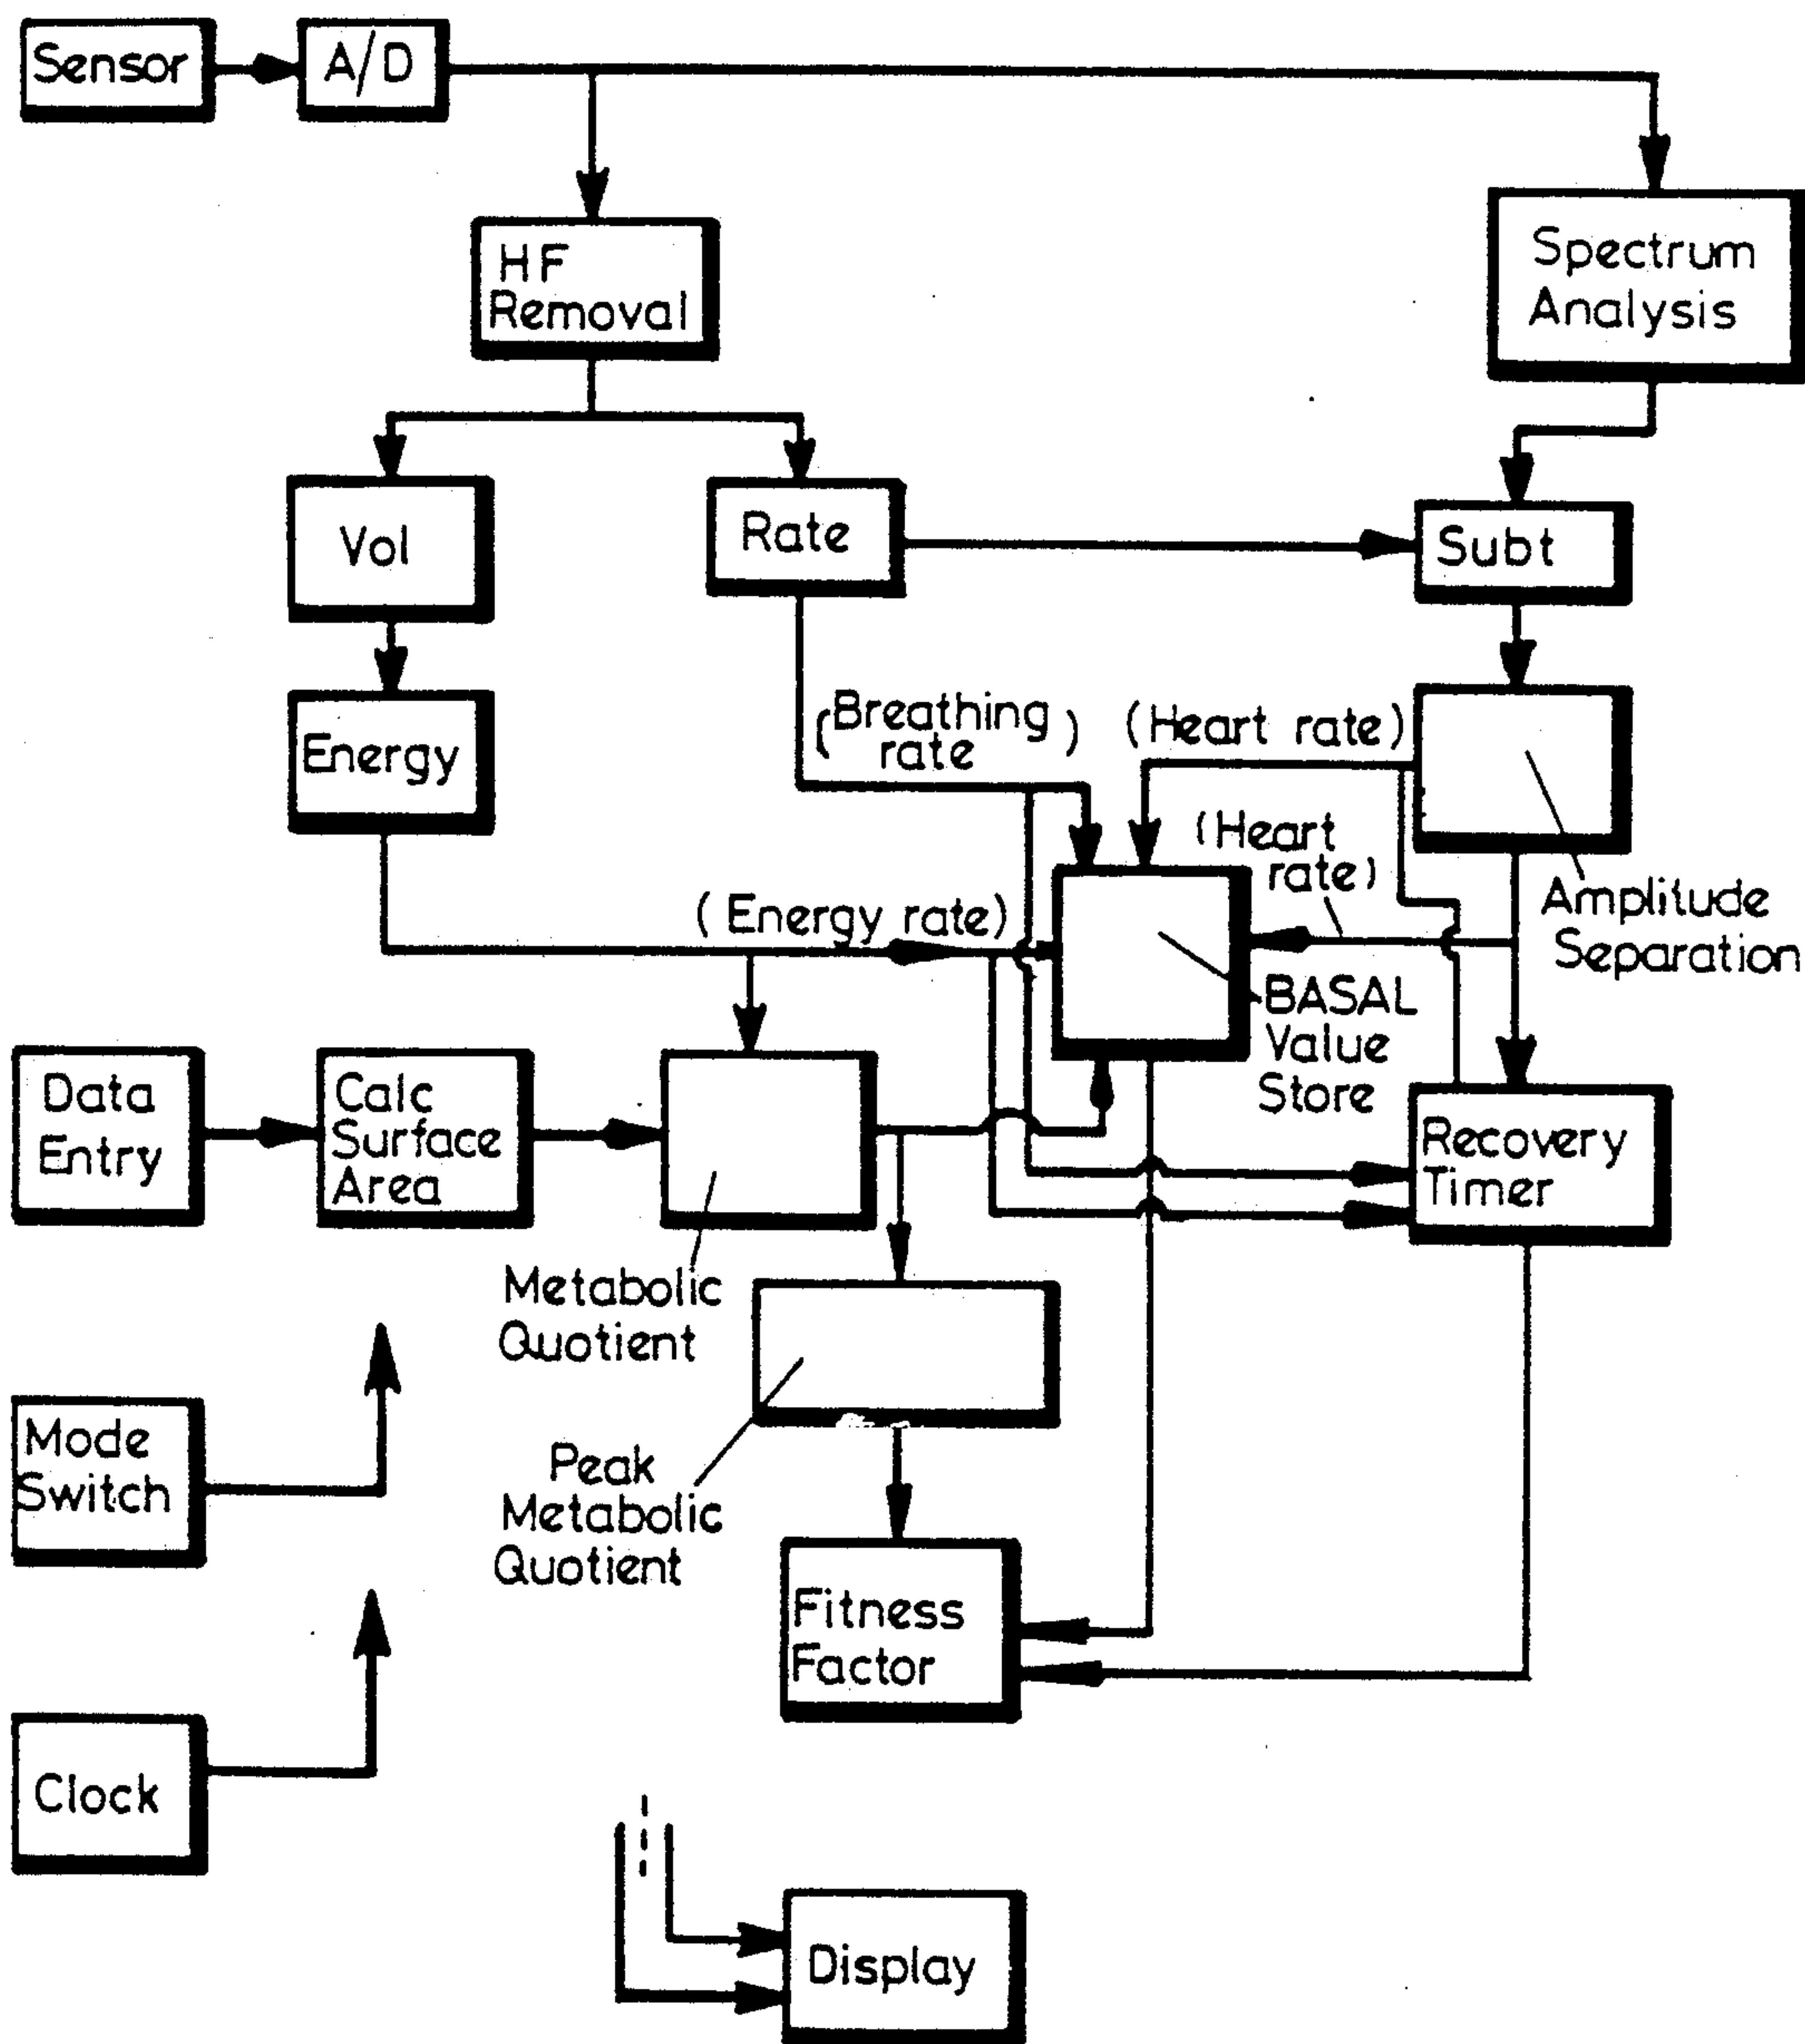 Sensor
A/D
HF
Removal
Spectrum
Analysis
Vol
Rate
Subt
Energy
(Breathing
rate)
(Heart rate)
(Heart
rate)
Amplitude
Separation
(Energy rate)
BASAL
Value
Store
Data
Entry
Calc
Surface
Area
Recovery
Timer
Metabolic
Quotient
Mode
Switch
Peak
Metabolic
Quotient
Fitness
Factor
Clock
Display